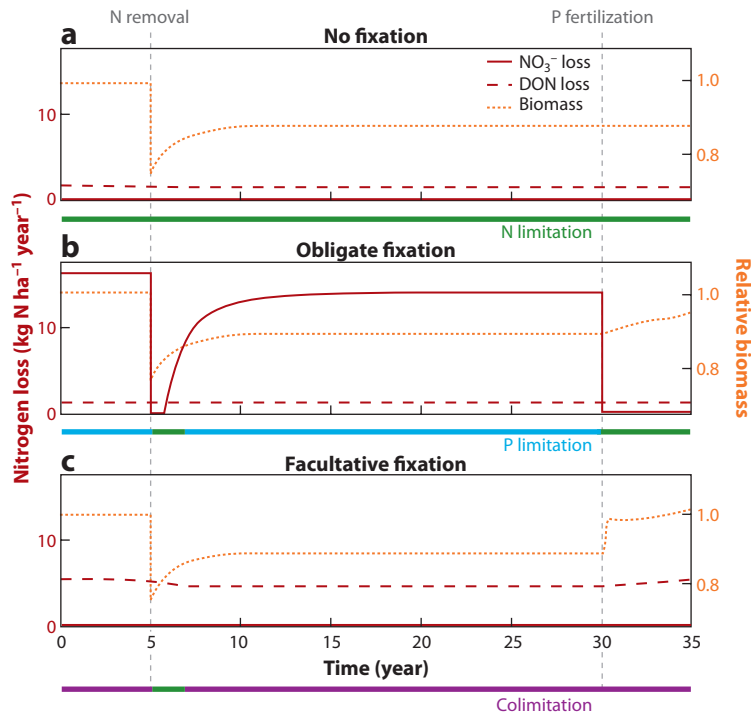 N removal
P fertilization
a
No fixation
NO₃⁻ loss
DON loss
Biomass
10
0
1.0
0.8
N limitation
b
Obligate fixation
10
0
1.0
0.8
P limitation
Nitrogen loss (kg N ha⁻¹ year⁻¹)
Relative biomass
c
Facultative fixation
10
0
1.0
0.8
0 5 10 15 20 25 30 35
Time (year)
Colimitation